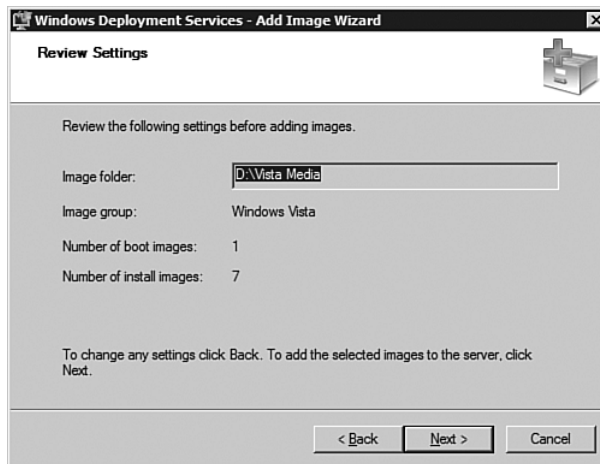 Windows Deployment Services - Add Image Wizard
Review Settings
Review the following settings before adding images.
Image folder: D:\Vista Media
Image group: Windows Vista
Number of boot images: 1
Number of install images: 7
To change any settings click Back. To add the selected images to the server, click
Next.
< Back Next > Cancel